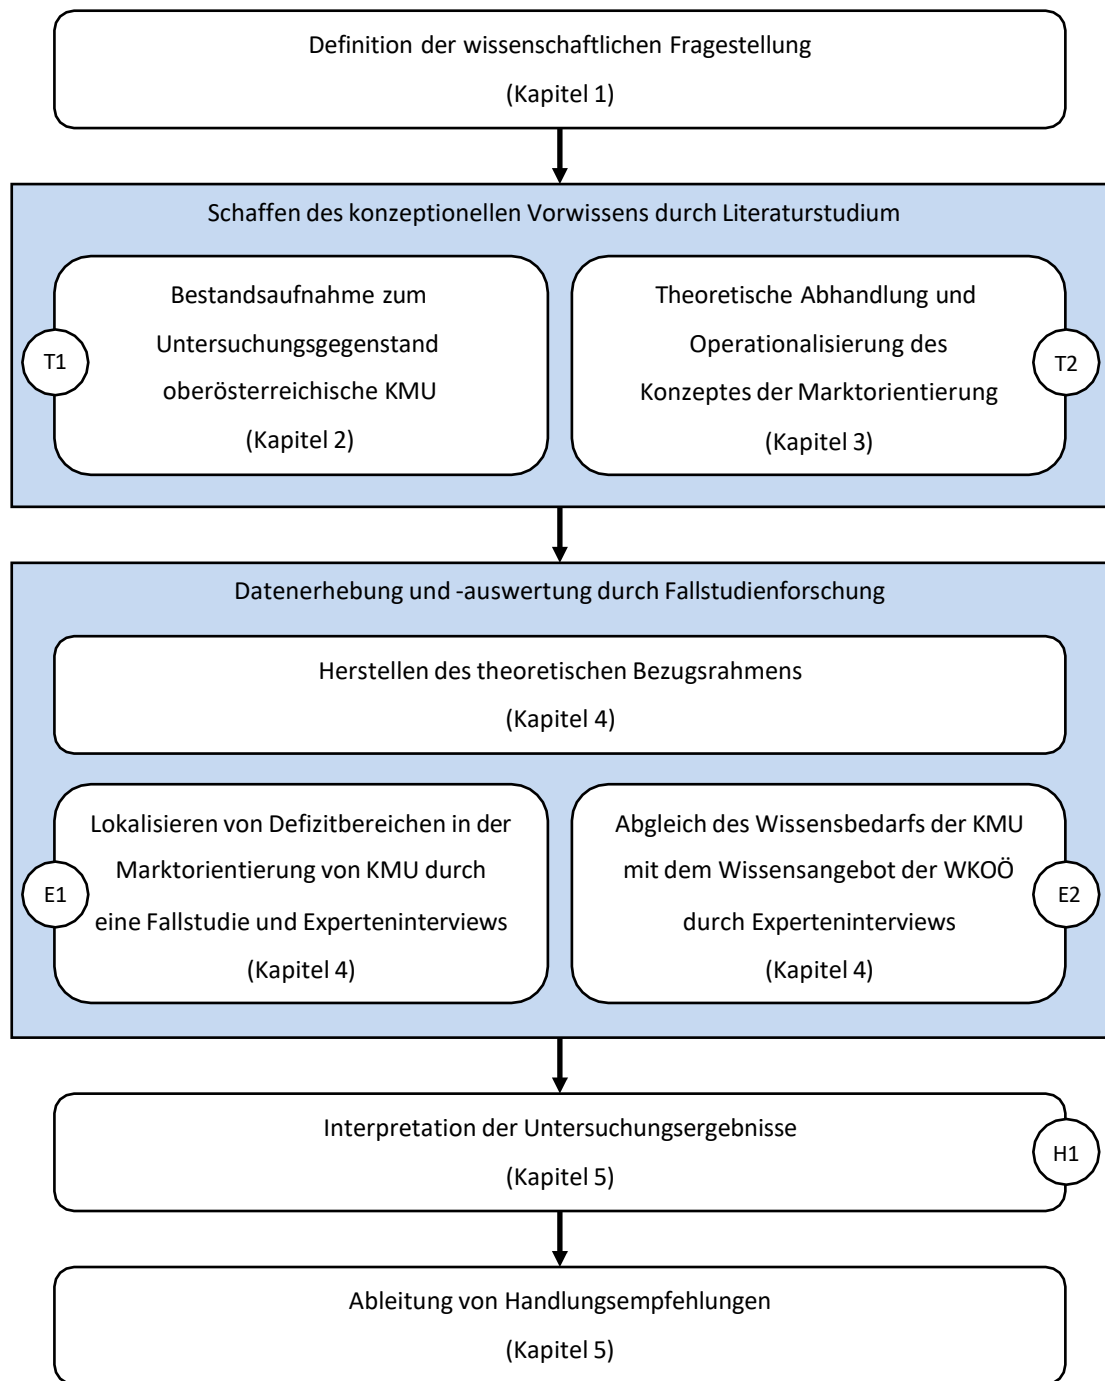 Definition der wissenschaftlichen Fragestellung
(Kapitel 1)
Schaffen des konzeptionellen Vorwissens durch Literaturstudium
T1
Bestandsaufnahme zum
Untersuchungsgegenstand
oberösterreichische KMU
(Kapitel 2)
Theoretische Abhandlung und
Operationalisierung des
Konzeptes der Marktorientierung
(Kapitel 3)
T2
Datenerhebung und -auswertung durch Fallstudienforschung
Herstellen des theoretischen Bezugsrahmens
(Kapitel 4)
E1
Lokalisieren von Defizitbereichen in der
Marktorientierung von KMU durch
eine Fallstudie und Experteninterviews
(Kapitel 4)
Abgleich des Wissensbedarfs der KMU
mit dem Wissensangebot der WKOÖ
durch Experteninterviews
(Kapitel 4)
E2
Interpretation der Untersuchungsergebnisse
(Kapitel 5)
H1
Ableitung von Handlungsempfehlungen
(Kapitel 5)